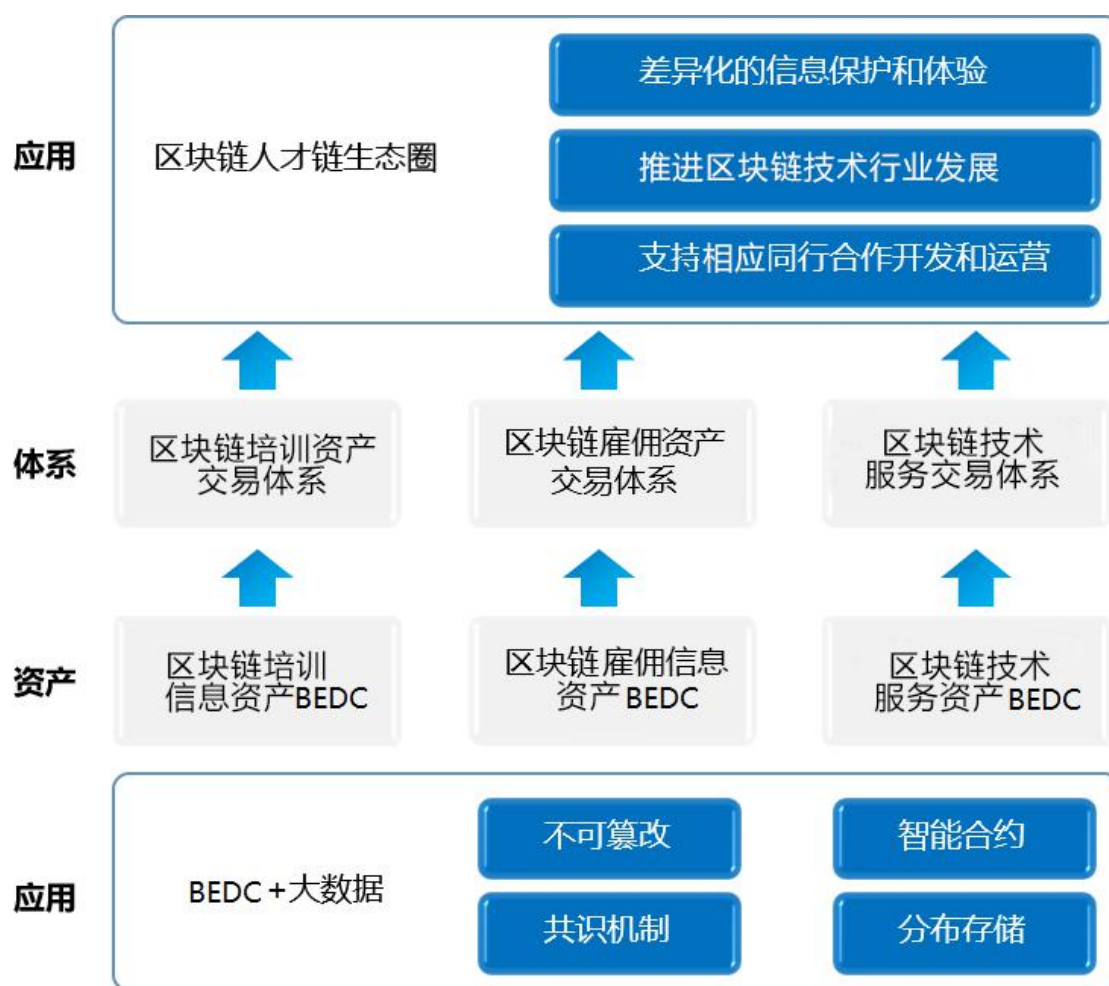 差异化的信息保护和体验
应用
区块链人才链生态圈
推进区块链技术行业发展
支持相应同行合作开发和运营
体系
区块链培训资产
交易体系
区块链雇佣资产
交易体系
区块链技术
服务交易体系
资产
区块链培训
信息资产BEDC
区块链雇佣信息
资产BEDC
区块链技术
服务资产BEDC
应用
BEDC+大数据
不可篡改
智能合约
共识机制
分布存储